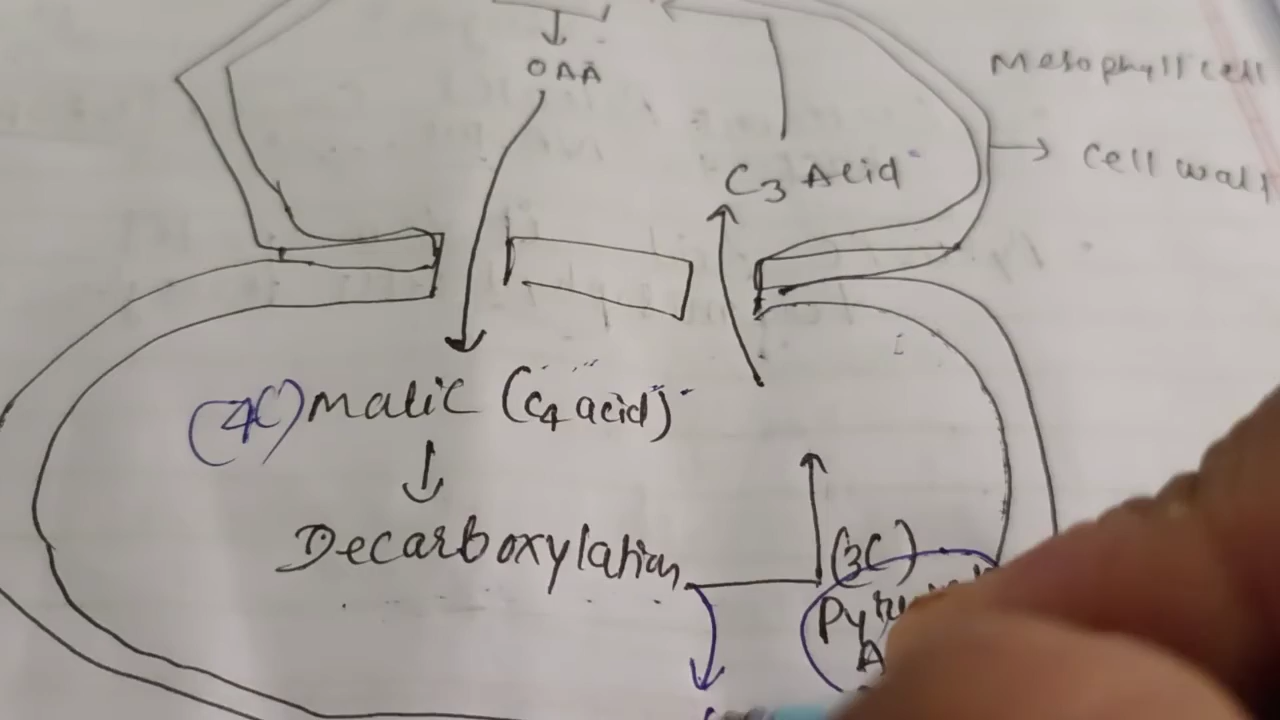 OAA
Mesophyll cell
Cell wall
C3 Acid
(4C) Malic (C4 acid)
Decarboxylation
(3C)